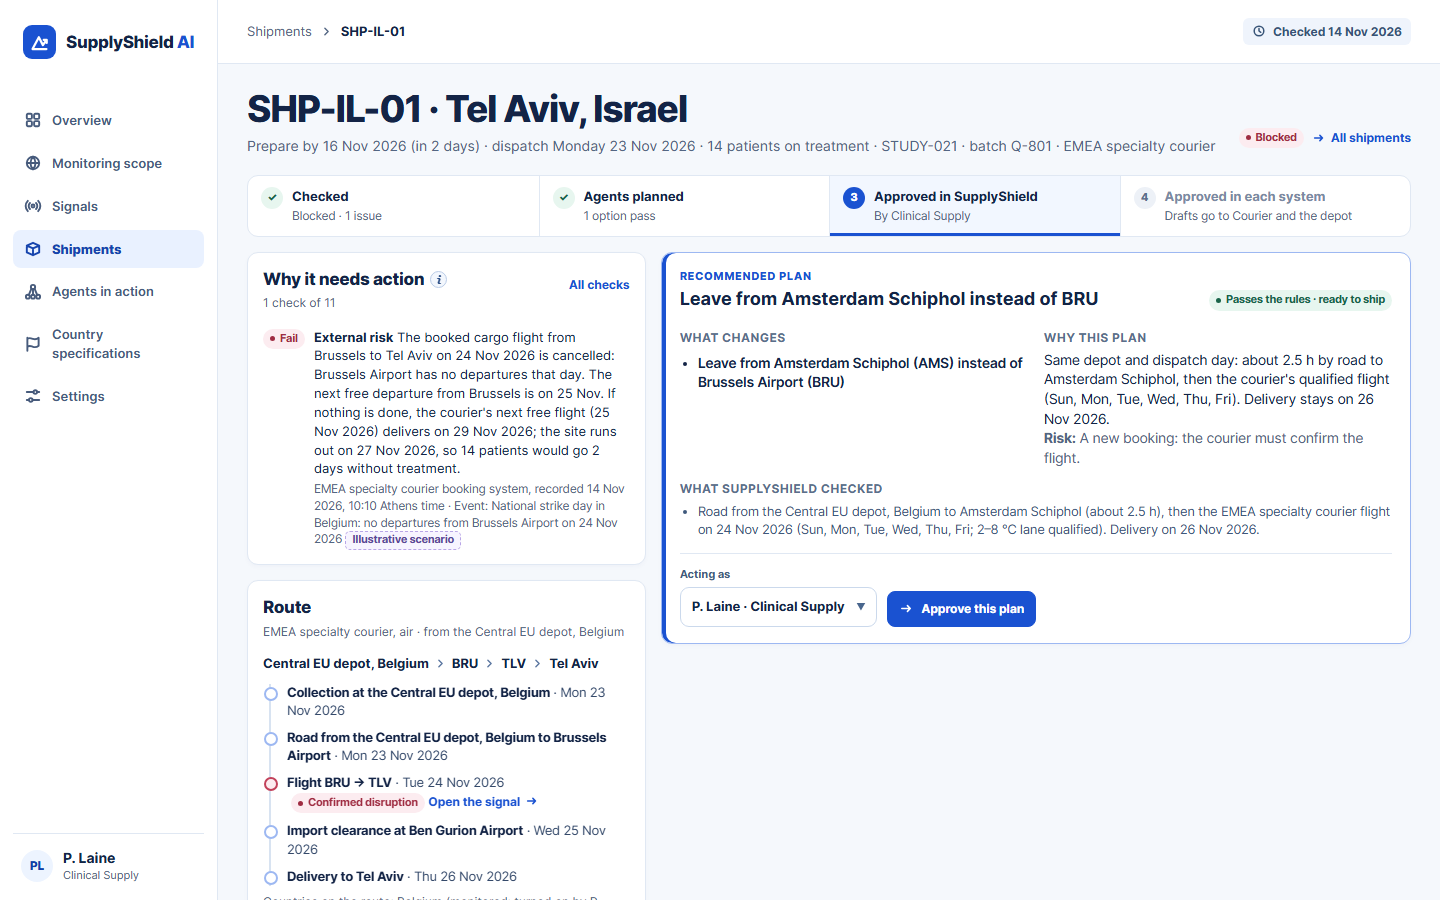 SupplyShield AI
Overview
Monitoring scope
Signals
Shipments
Agents in action
Country
specifications
Settings
PL
P. Laine
Clinical Supply
Shipments > SHP-IL-01
Checked 14 Nov 2026
SHP-IL-01 · Tel Aviv, Israel
Prepare by 16 Nov 2026 (in 2 days) · dispatch Monday 23 Nov 2026 · 14 patients on treatment · STUDY-021 · batch Q-801 · EMEA specialty courier
Blocked
→ All shipments
Checked
Blocked · 1 issue
Agents planned
1 option pass
3
Approved in SupplyShield
By Clinical Supply
4
Approved in each system
Drafts go to Courier and the depot
Why it needs action i
All checks
1 check of 11
Fail
External risk The booked cargo flight from
Brussels to Tel Aviv on 24 Nov 2026 is cancelled:
Brussels Airport has no departures that day. The
next free departure from Brussels is on 25 Nov. If
nothing is done, the courier's next free flight (25
Nov 2026) delivers on 29 Nov 2026; the site runs
out on 27 Nov 2026, so 14 patients would go 2
days without treatment.
EMEA specialty courier booking system, recorded 14 Nov
2026, 10:10 Athens time · Event: National strike day in
Belgium: no departures from Brussels Airport on 24 Nov
2026 Illustrative scenario
Route
EMEA specialty courier, air · from the Central EU depot, Belgium
Central EU depot, Belgium > BRU > TLV > Tel Aviv
Collection at the Central EU depot, Belgium · Mon 23
Nov 2026
Road from the Central EU depot, Belgium to Brussels
Airport · Mon 23 Nov 2026
Flight BRU → TLV · Tue 24 Nov 2026
Confirmed disruption Open the signal →
Import clearance at Ben Gurion Airport · Wed 25 Nov
2026
Delivery to Tel Aviv · Thu 26 Nov 2026
Countries on the route: Belgium (monitored, turned on by P.
RECOMMENDED PLAN
Leave from Amsterdam Schiphol instead of BRU
Passes the rules · ready to ship
WHAT CHANGES
• Leave from Amsterdam Schiphol (AMS) instead of
Brussels Airport (BRU)
WHY THIS PLAN
Same depot and dispatch day: about 2.5 h by road to
Amsterdam Schiphol, then the courier's qualified flight
(Sun, Mon, Tue, Wed, Thu, Fri). Delivery stays on 26
Nov 2026.
Risk: A new booking: the courier must confirm the
flight.
WHAT SUPPLYSHIELD CHECKED
• Road from the Central EU depot, Belgium to Amsterdam Schiphol (about 2.5 h), then the EMEA specialty courier flight
on 24 Nov 2026 (Sun, Mon, Tue, Wed, Thu, Fri; 2–8 °C lane qualified). Delivery on 26 Nov 2026.
Acting as
P. Laine · Clinical Supply ▼
→ Approve this plan